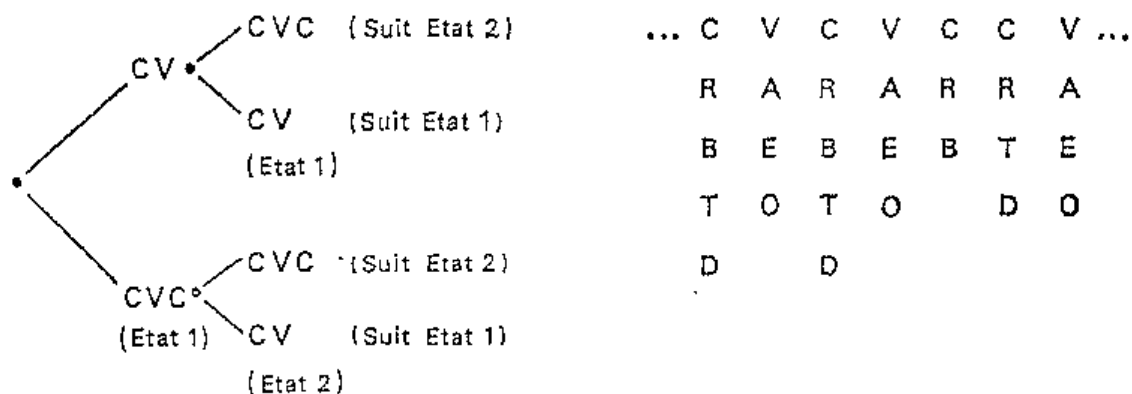 CVC (Suit Etat 2)
CV
CV (Suit Etat 1)
(Etat 1)
CVC (Suit Etat 2)
CVC
(Etat 1)
CV (Suit Etat 1)
(Etat 2)
... C V C V C C V ...
R A R A R R A
B E B E B T E
T O T O D O
D D